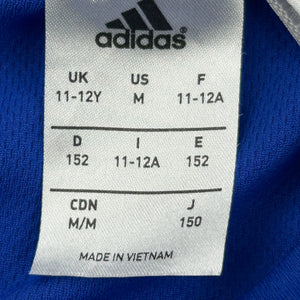 adidas
UK US F
11-12Y M 11-12A
D I E
152 11-12A 152
CDN J
M/M 150
MADE IN VIETNAM